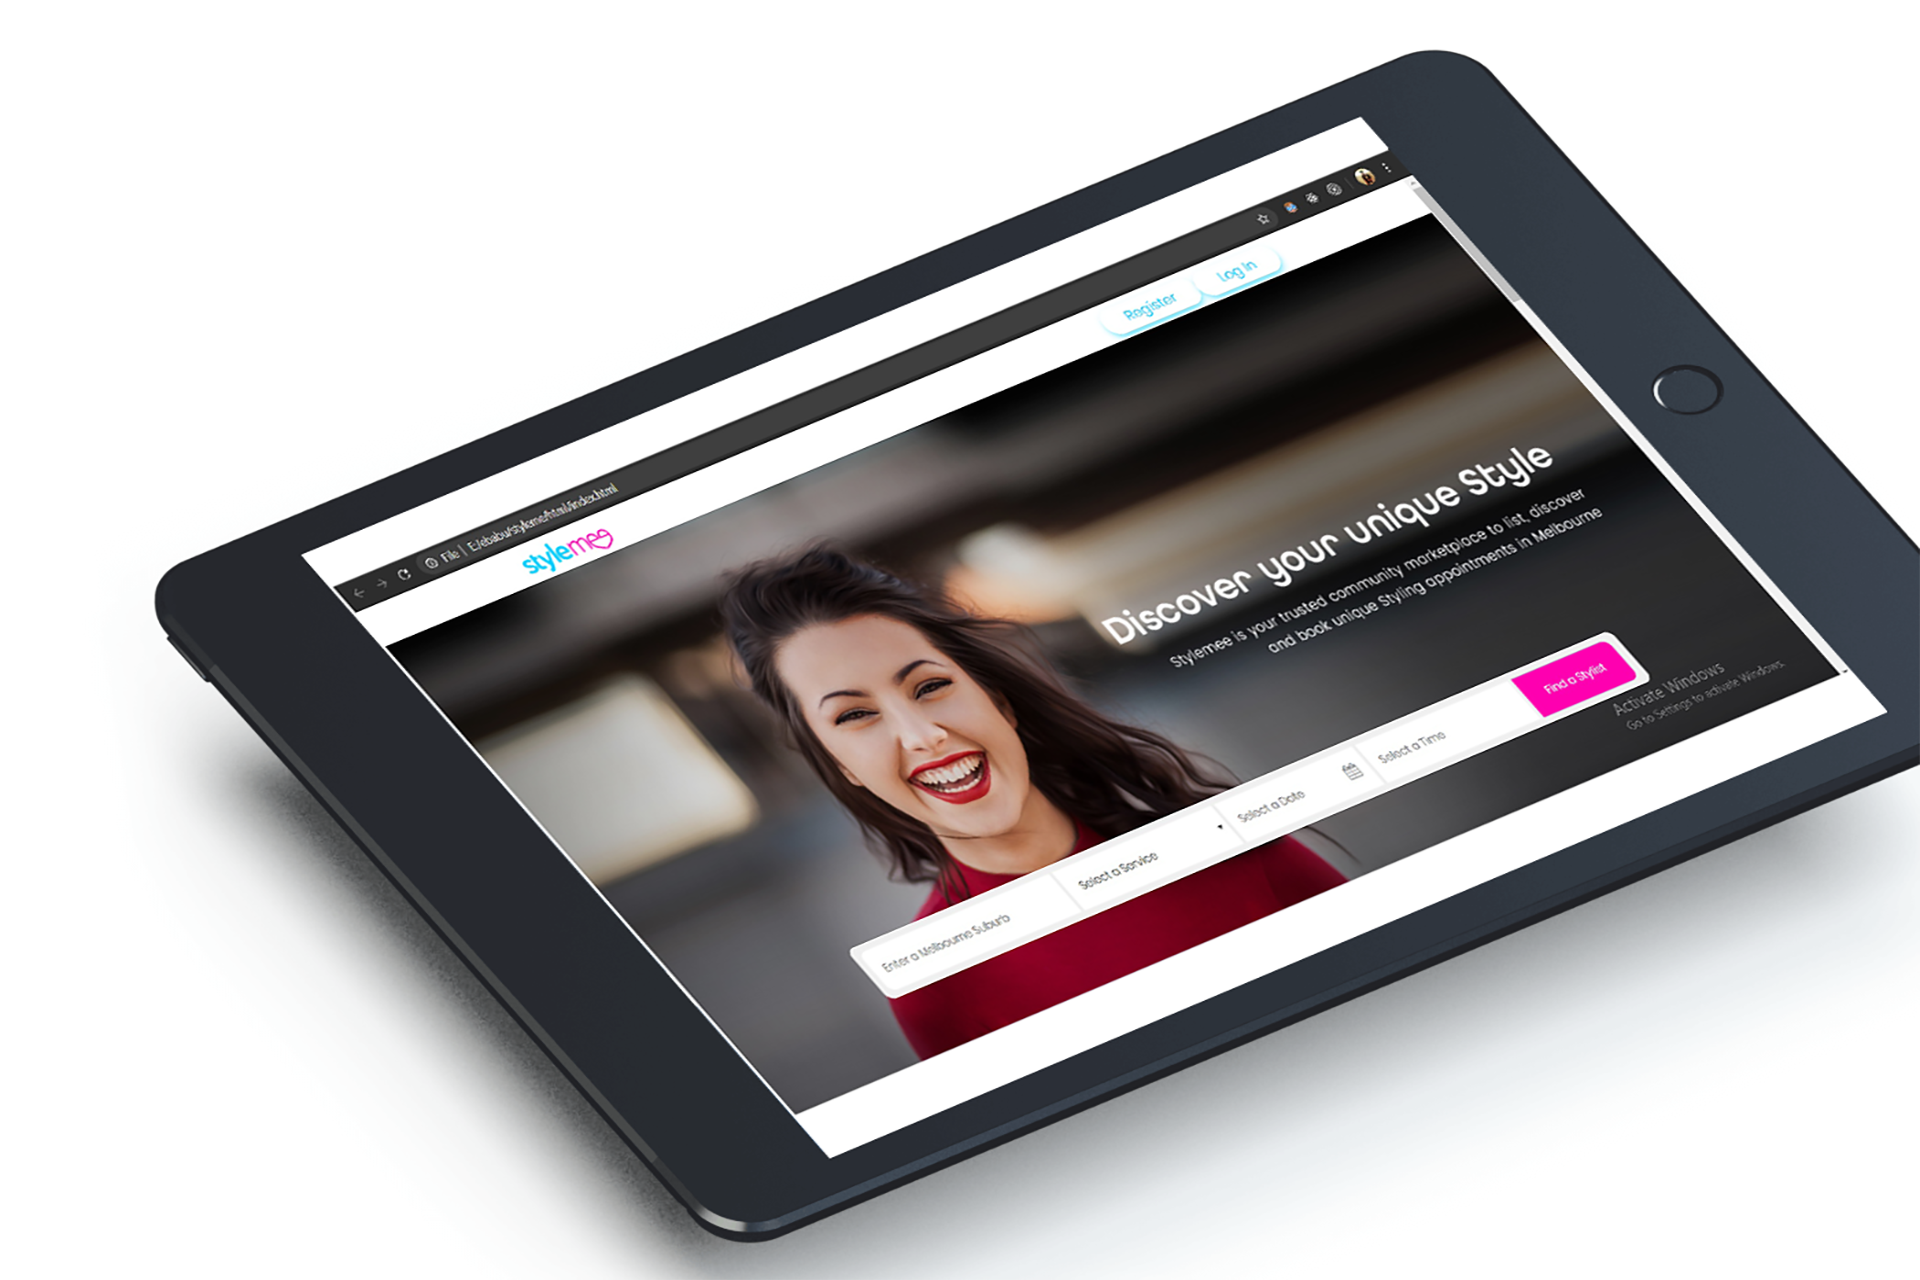 File | E:/ebabu/styleme/html/index.html
stylemee
Register
Log In
Discover your unique Style
Stylemee is your trusted community marketplace to list, discover
and book unique Styling appointments in Melbourne
Enter a Melbourne Suburb
Select a Service
Select a Date
Select a Time
Find a Stylist
Activate Windows
Go to Settings to activate Windows.